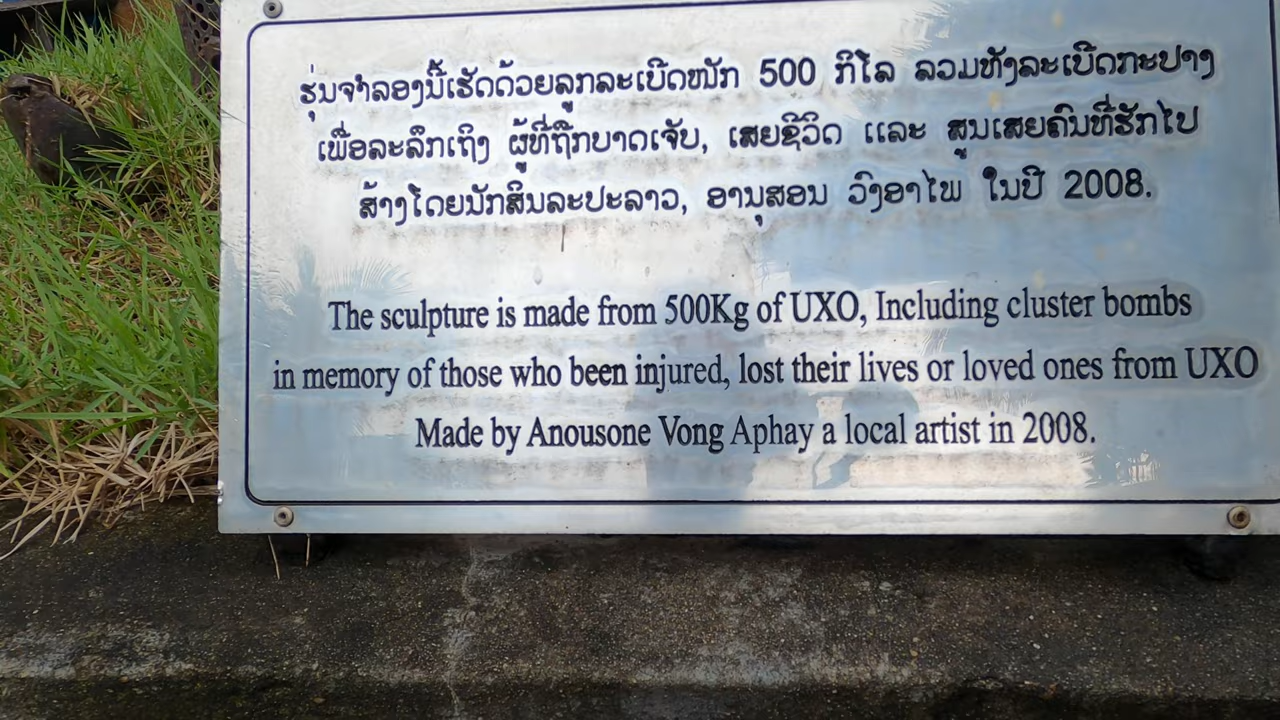 ຮຸ່ນຈຳລອງນີ້ເຮັດດ້ວຍລູກລະເບີດໜັກ 500 ກິໂລ ລວມທັງລະເບີດກະປາງ
ເພື່ອລະລຶກເຖິງ ຜູ້ທີ່ຖືກບາດເຈັບ, ເສຍຊີວິດ ແລະ ສູນເສຍຄົນທີ່ຮັກໄປ
ສ້າງໂດຍນັກສິນລະປະລາວ, ອານຸສອນ ວົງອາໄພ ໃນປີ 2008.
The sculpture is made from 500Kg of UXO, Including cluster bombs
in memory of those who been injured, lost their lives or loved ones from UXO
Made by Anousone Vong Aphay a local artist in 2008.